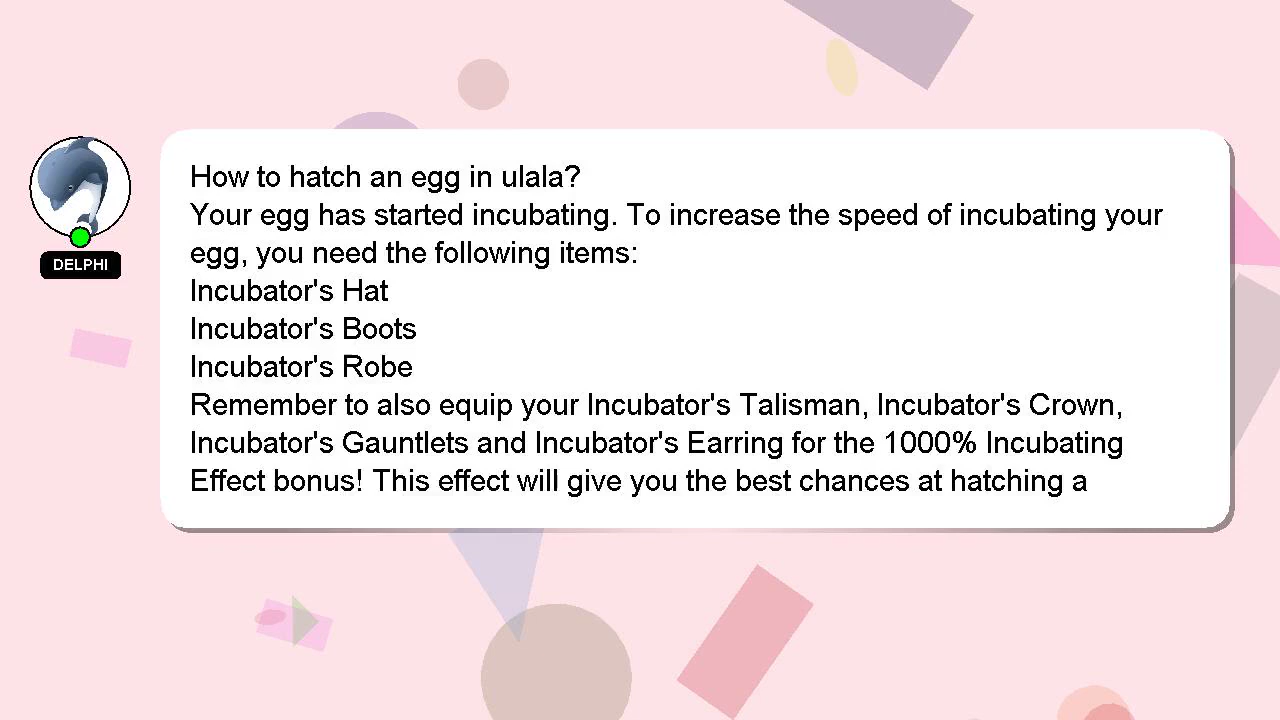 How to hatch an egg in ulala?
Your egg has started incubating. To increase the speed of incubating your
egg, you need the following items:
Incubator's Hat
Incubator's Boots
Incubator's Robe
Remember to also equip your Incubator's Talisman, Incubator's Crown,
Incubator's Gauntlets and Incubator's Earring for the 1000% Incubating
Effect bonus! This effect will give you the best chances at hatching a
DELPHI